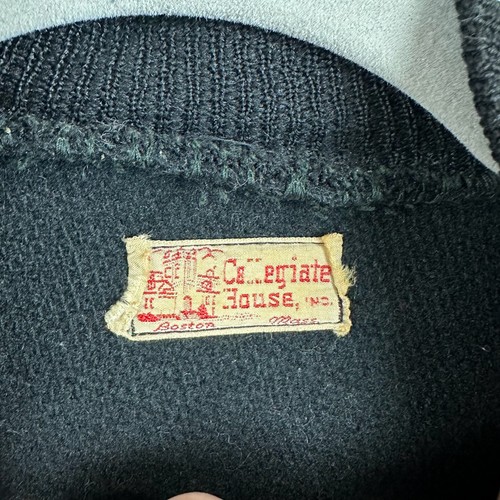 Collegiate
House, INC.
Boston Mass